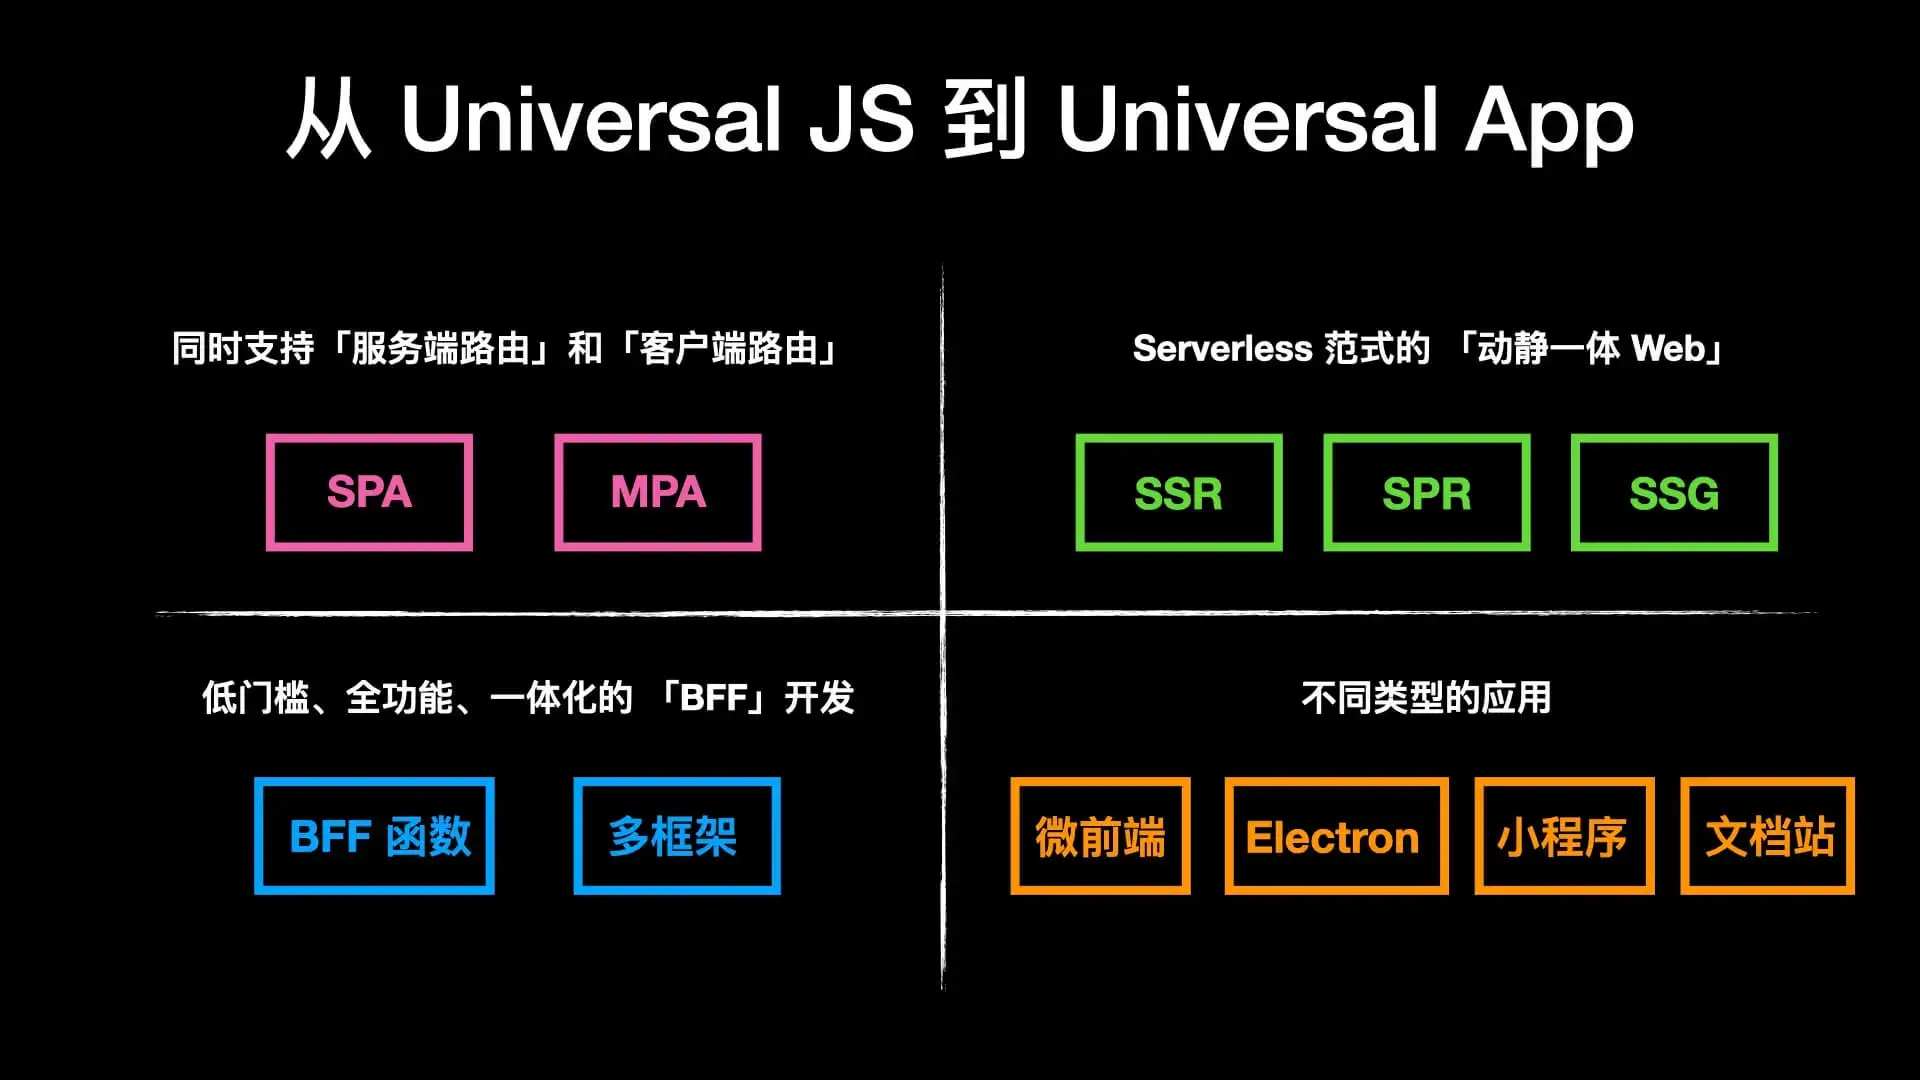 从 Universal JS 到 Universal App
同时支持「服务端路由」和「客户端路由」
SPA
MPA
Serverless 范式的 「动静一体 Web」
SSR
SPR
SSG
低门槛、全功能、一体化的 「BFF」开发
BFF 函数
多框架
不同类型的应用
微前端
Electron
小程序
文档站